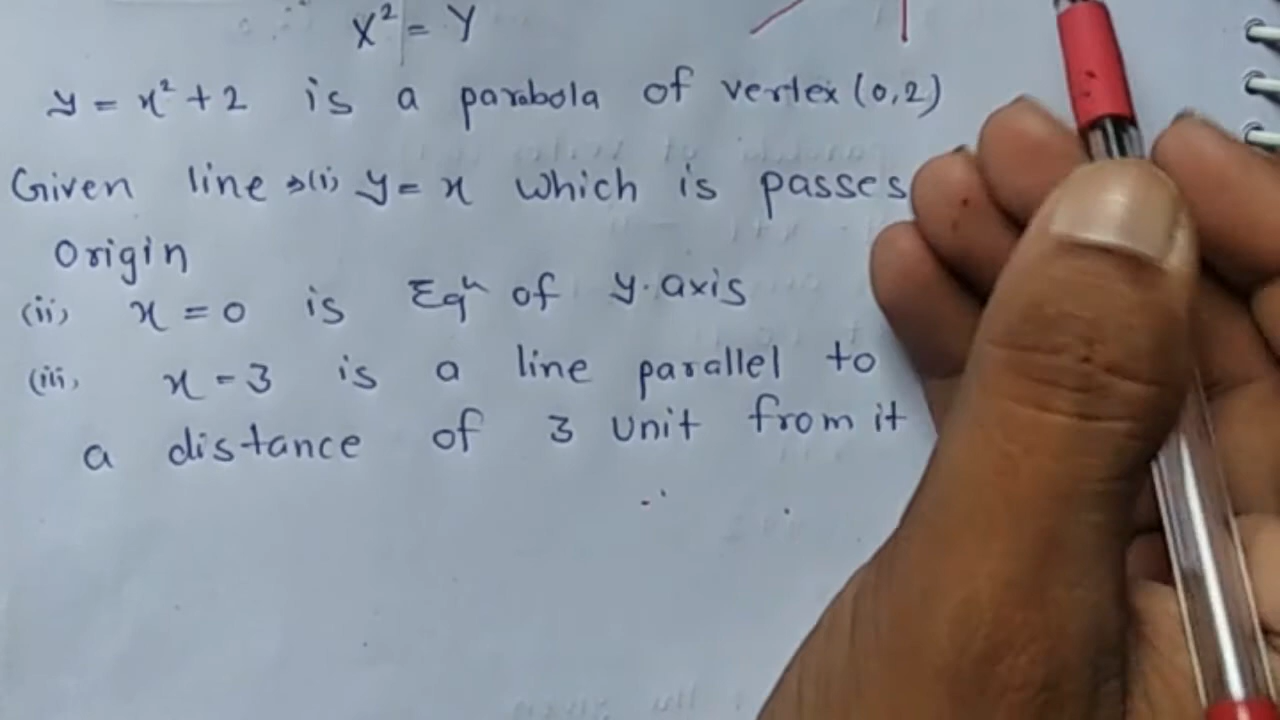 X² = Y
y = x² + 2 is a parabola of vertex (0,2)
Given line →(i) y = x which is passes
origin
(ii) x = 0 is Eqⁿ of y.axis
(iii) x = 3 is a line parallel to
a distance of 3 unit from it